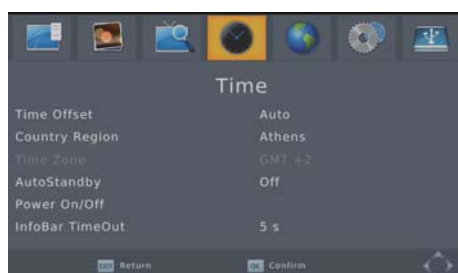 Time
Time Offset Auto
Country Region Athens
Time Zone GMT +2
AutoStandby Off
Power On/Off
InfoBar TimeOut 5 s
EXIT Return OK Confirm